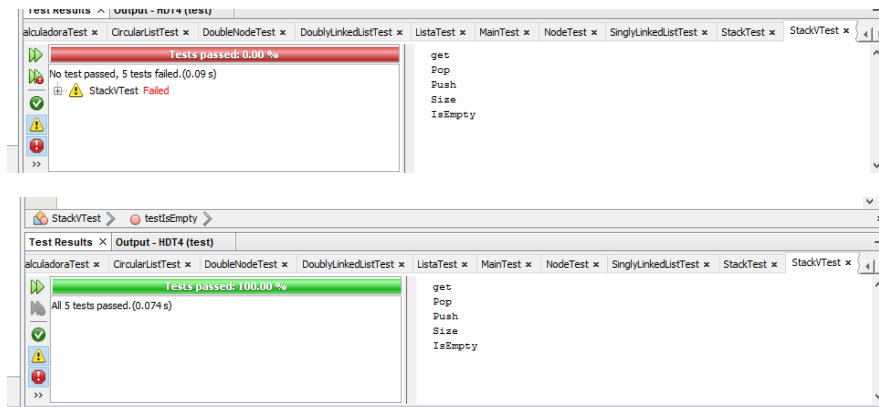 Test Results × Output - HDT4 (test)
alculadoraTest × CircularListTest × DoubleNodeTest × DoublyLinkedListTest × ListaTest × MainTest × NodeTest × SinglyLinkedListTest × StackTest × StackVTest ×
Tests passed: 0.00 %
No test passed, 5 tests failed.(0.09 s)
StackVTest Failed
get
Pop
Push
Size
IsEmpty
>>
StackVTest testIsEmpty
Test Results × Output - HDT4 (test)
alculadoraTest × CircularListTest × DoubleNodeTest × DoublyLinkedListTest × ListaTest × MainTest × NodeTest × SinglyLinkedListTest × StackTest × StackVTest ×
Tests passed: 100.00 %
All 5 tests passed.(0.074 s)
get
Pop
Push
Size
IsEmpty
>>